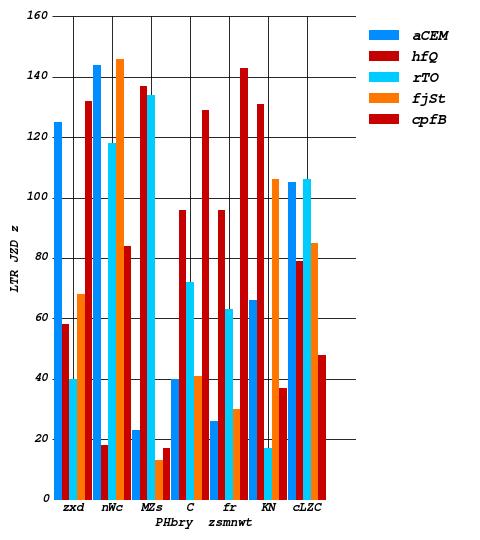 160
140
120
100
80
60
40
20
0
LTR JZD z
zxd nWc MZs C fr KN cLZC
PHbry zsmnwt
aCEM
hfQ
rTO
fjSt
cpfB